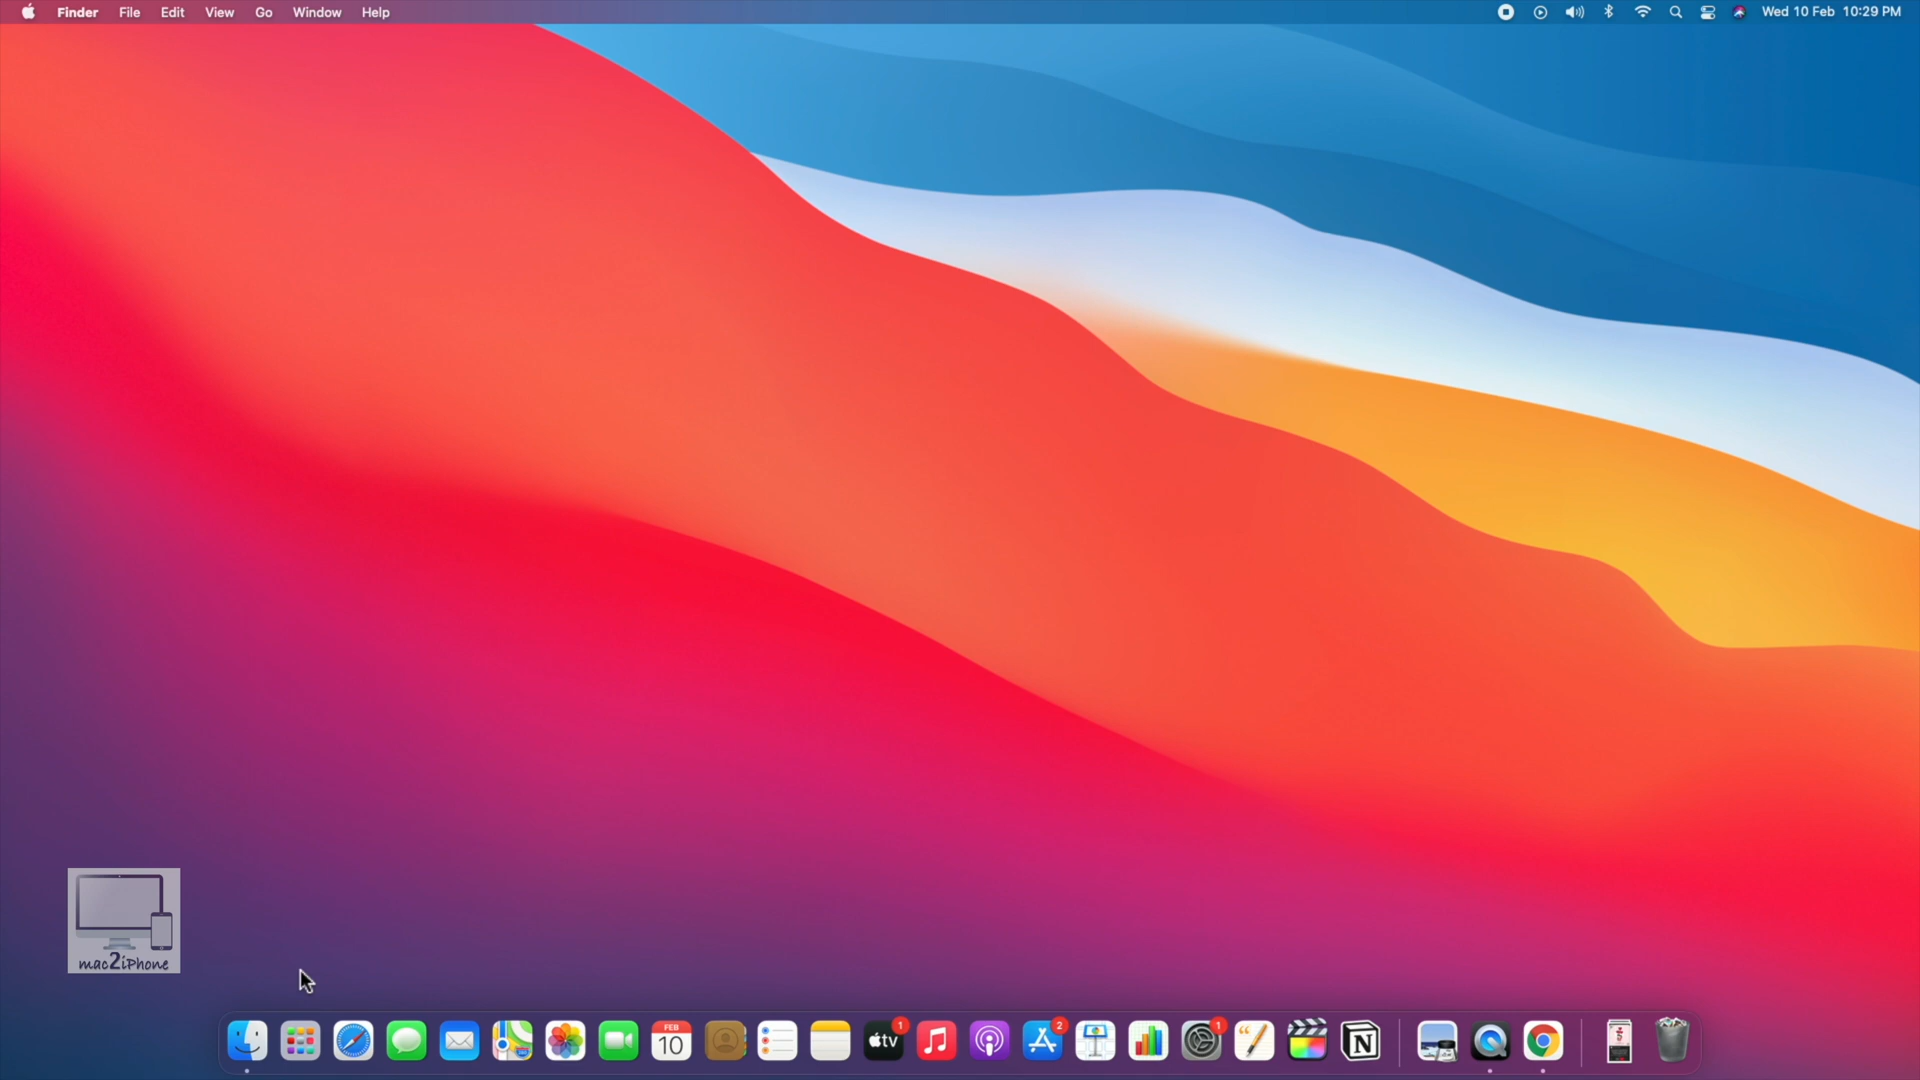 Finder File Edit View Go Window Help
Wed 10 Feb 10:29 PM
mac2iPhone
FEB
10
tv
1
2
1
N